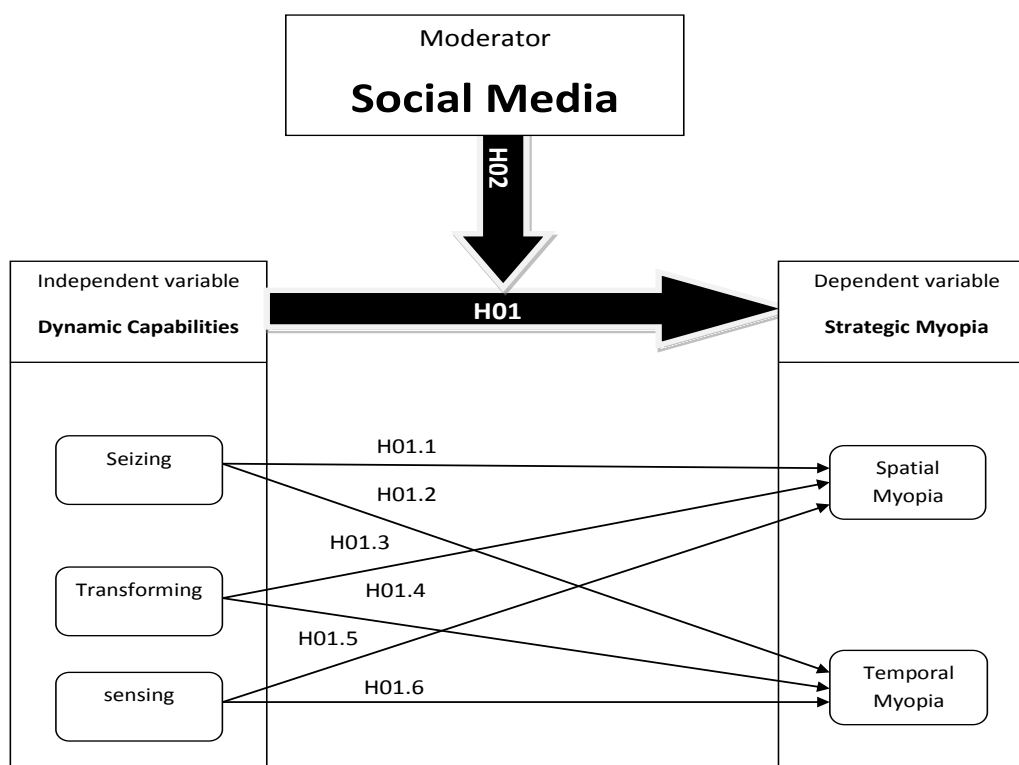 Moderator
Social Media
H02
Independent variable
Dynamic Capabilities
H01
Dependent variable
Strategic Myopia
Seizing
Transforming
sensing
H01.1
H01.2
H01.3
H01.4
H01.5
H01.6
Spatial
Myopia
Temporal
Myopia